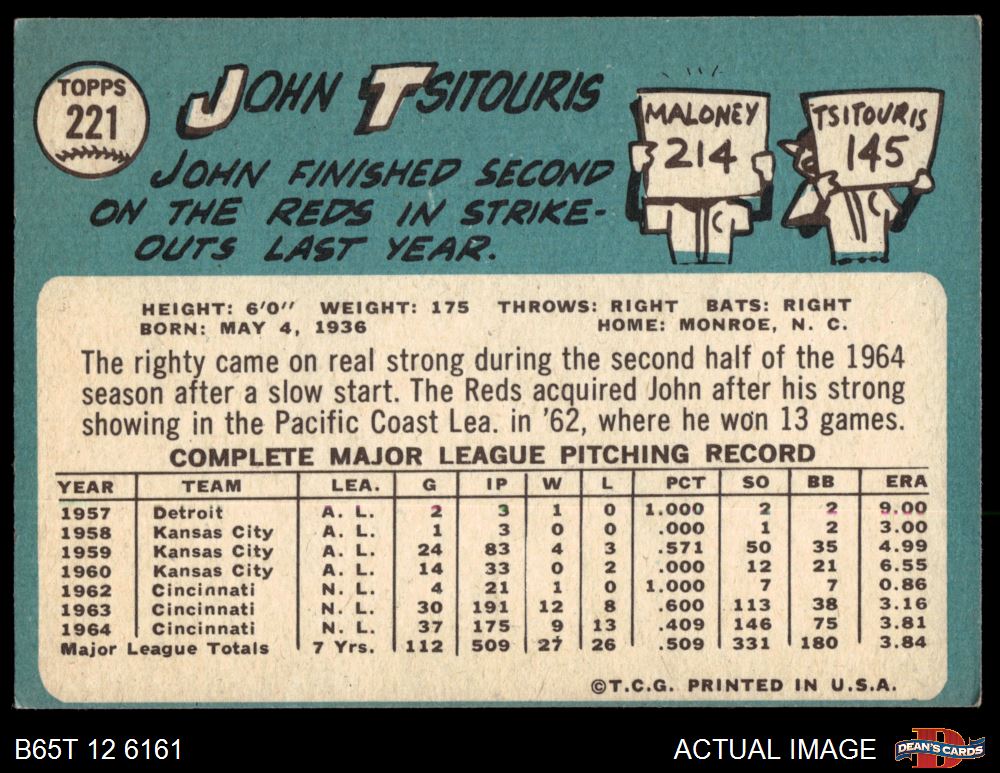 TOPPS
221
JOHN TSITOURIS
JOHN FINISHED SECOND
ON THE REDS IN STRIKE-
OUTS LAST YEAR.
MALONEY
214
TSITOURIS
145
HEIGHT: 6'0" WEIGHT: 175 THROWS: RIGHT BATS: RIGHT
BORN: MAY 4, 1936 HOME: MONROE, N. C.
The righty came on real strong during the second half of the 1964
season after a slow start. The Reds acquired John after his strong
showing in the Pacific Coast Lea. in '62, where he won 13 games.
COMPLETE MAJOR LEAGUE PITCHING RECORD
YEAR TEAM LEA. G IP W L PCT SO BB ERA
1957 Detroit A. L. 2 3 1 0 1.000 2 2 9.00
1958 Kansas City A. L. 1 3 0 0 .000 1 2 3.00
1959 Kansas City A. L. 24 83 4 3 .571 50 35 4.99
1960 Kansas City A. L. 14 33 0 2 .000 12 21 6.55
1962 Cincinnati N. L. 4 21 1 0 1.000 7 7 0.86
1963 Cincinnati N. L. 30 191 12 8 .600 113 38 3.16
1964 Cincinnati N. L. 37 175 9 13 .409 146 75 3.81
Major League Totals 7 Yrs. 112 509 27 26 .509 331 180 3.84
©T.C.G. PRINTED IN U.S.A.
B65T 12 6161 ACTUAL IMAGE
DEAN'S CARDS